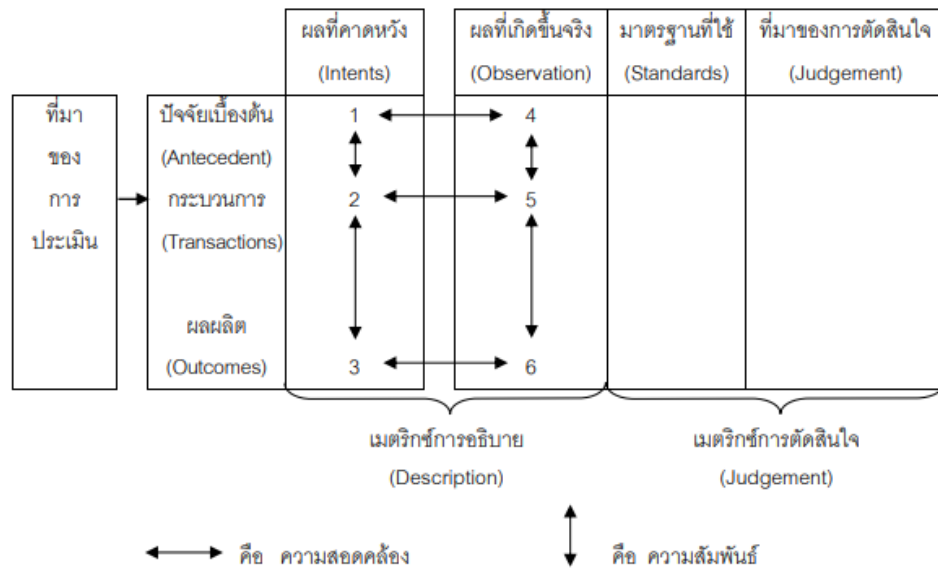 ผลที่คาดหวัง ผลที่เกิดขึ้นจริง มาตรฐานที่ใช้ ที่มาของการตัดสินใจ
(Intents) (Observation) (Standards) (Judgement)
ที่มา ปัจจัยเบื้องต้น 1 4
ของ (Antecedent)
การ กระบวนการ 2 5
ประเมิน (Transactions)
ผลผลิต
(Outcomes) 3 6
เมตริกซ์การอธิบาย เมตริกซ์การตัดสินใจ
(Description) (Judgement)
คือ ความสอดคล้อง คือ ความสัมพันธ์